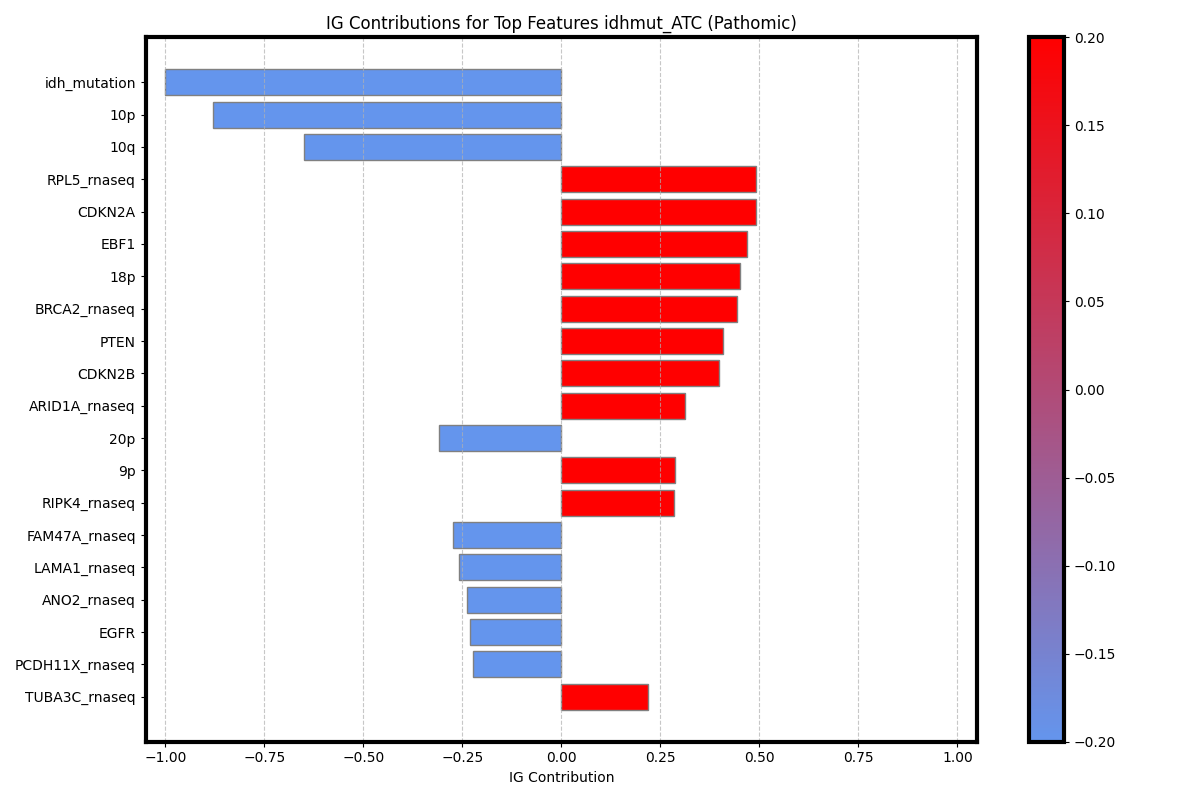 IG Contributions for Top Features idhmut_ATC (Pathomic)
idh_mutation
10p
10q
RPL5_rnaseq
CDKN2A
EBF1
18p
BRCA2_rnaseq
PTEN
CDKN2B
ARID1A_rnaseq
20p
9p
RIPK4_rnaseq
FAM47A_rnaseq
LAMA1_rnaseq
ANO2_rnaseq
EGFR
PCDH11X_rnaseq
TUBA3C_rnaseq
−1.00 −0.75 −0.50 −0.25 0.00 0.25 0.50 0.75 1.00
IG Contribution
0.20
0.15
0.10
0.05
0.00
−0.05
−0.10
−0.15
−0.20